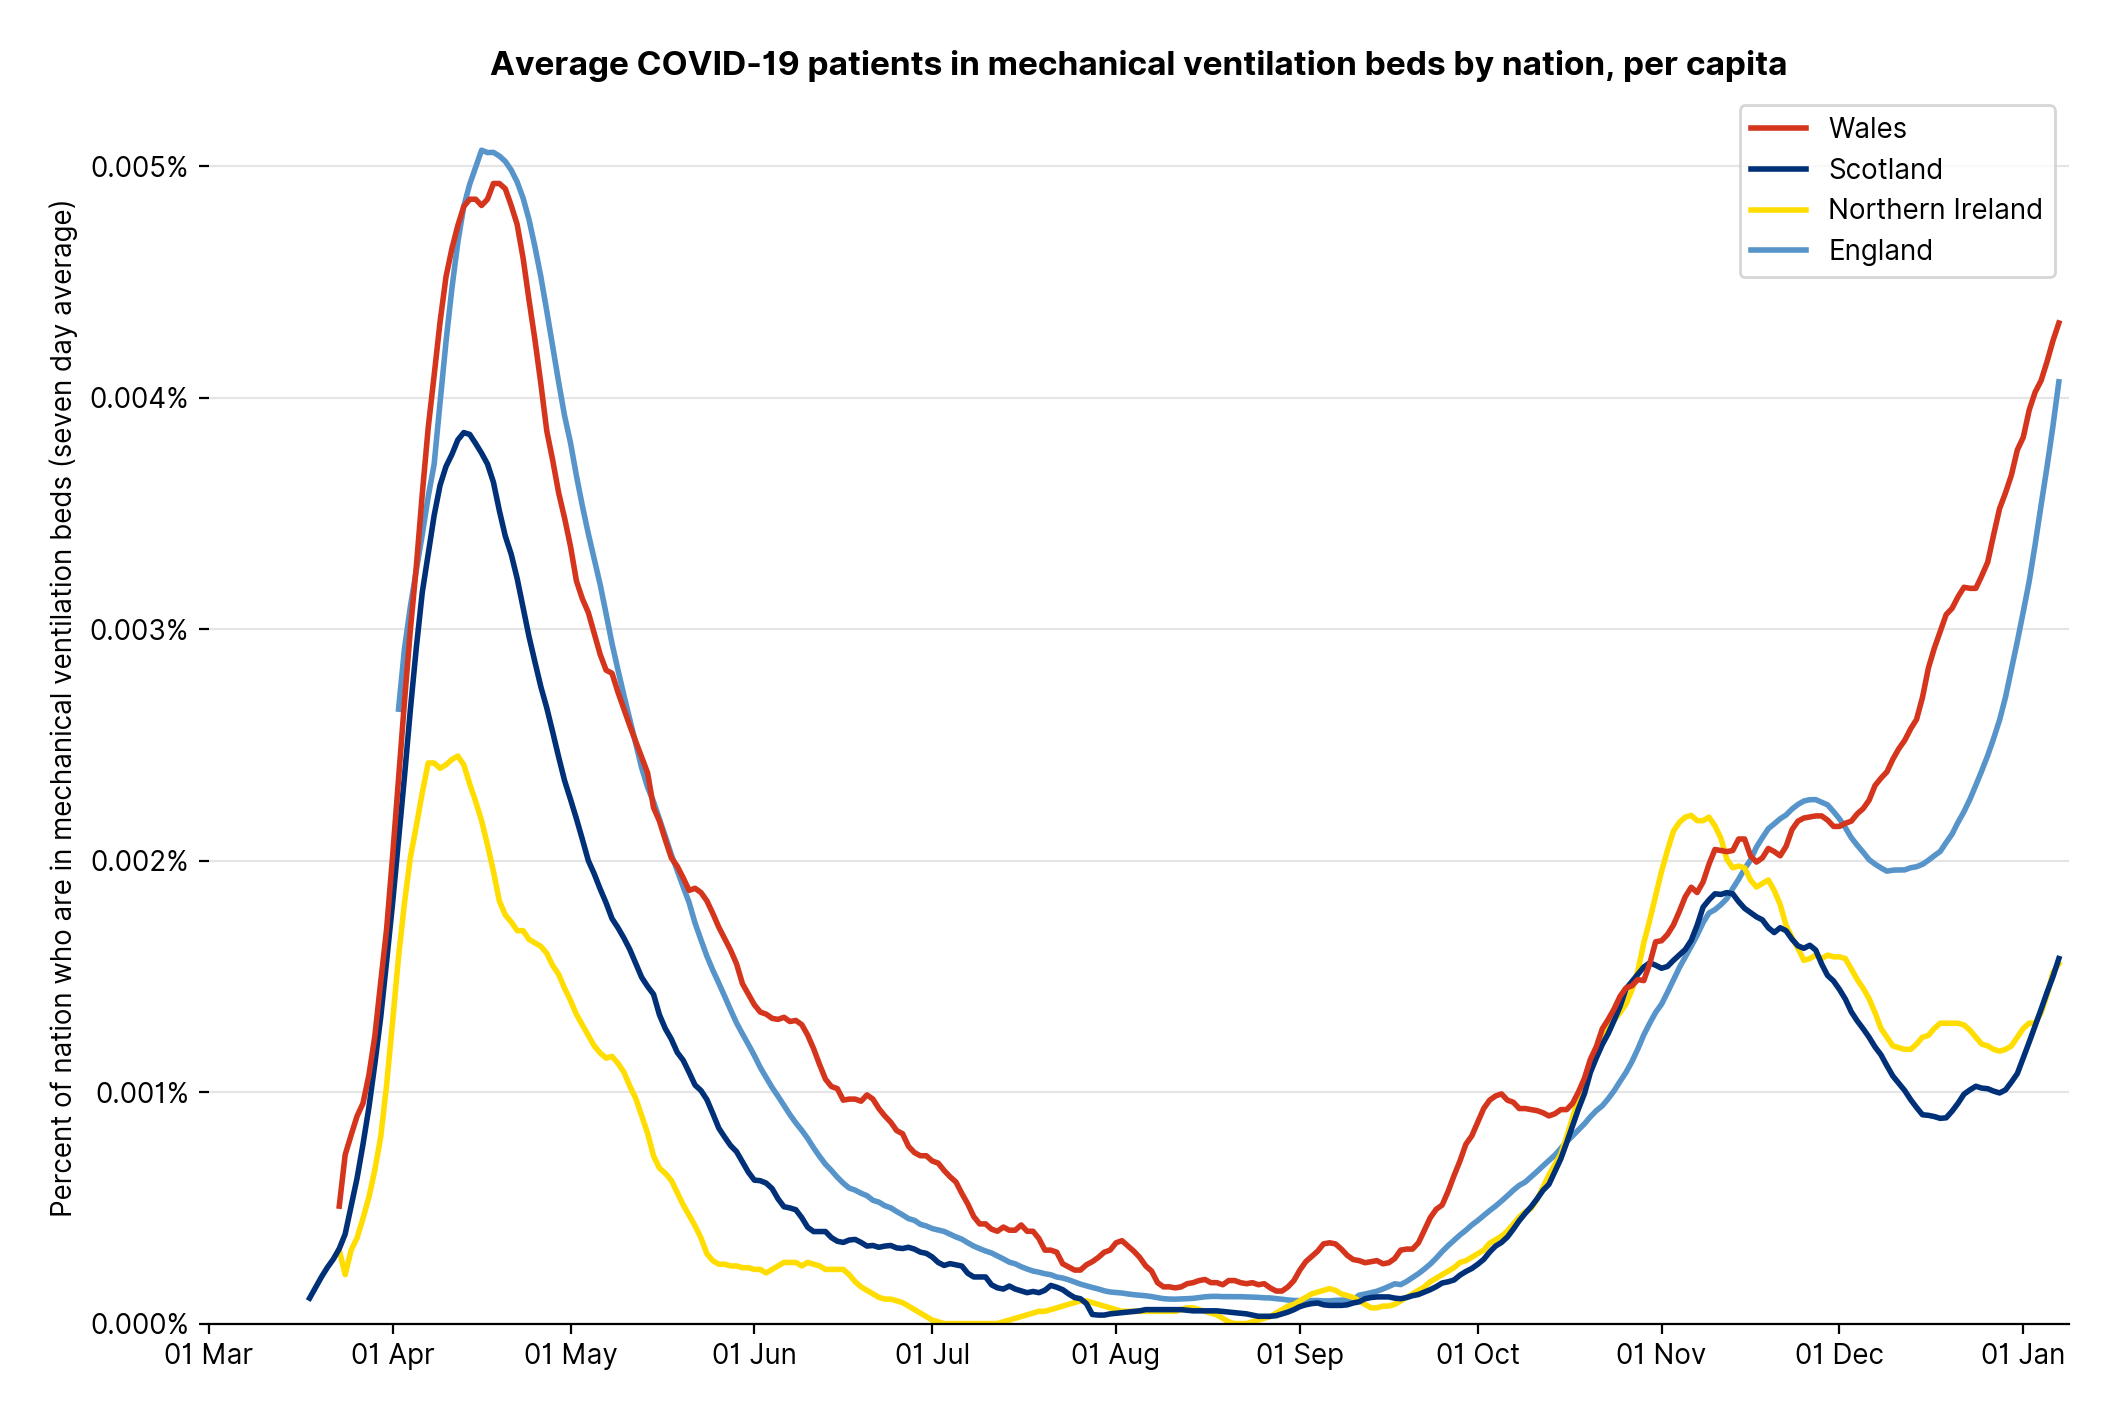 Average COVID-19 patients in mechanical ventilation beds by nation, per capita
Wales
Scotland
Northern Ireland
England
Percent of nation who are in mechanical ventilation beds (seven day average)
0.005%
0.004%
0.003%
0.002%
0.001%
0.000%
01 Mar
01 Apr
01 May
01 Jun
01 Jul
01 Aug
01 Sep
01 Oct
01 Nov
01 Dec
01 Jan